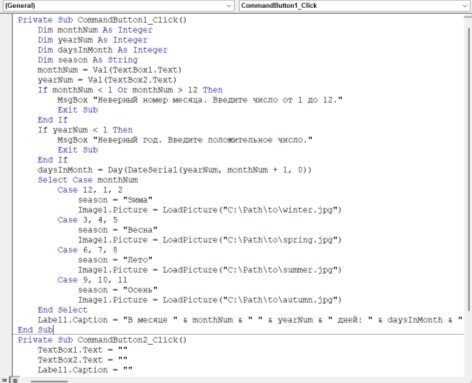 (General)
CommandButton1_Click
Private Sub CommandButton1_Click()
    Dim monthNum As Integer
    Dim yearNum As Integer
    Dim daysInMonth As Integer
    Dim season As String
    monthNum = Val(TextBox1.Text)
    yearNum = Val(TextBox2.Text)
    If monthNum < 1 Or monthNum > 12 Then
        MsgBox "Неверный номер месяца. Введите число от 1 до 12."
        Exit Sub
    End If
    If yearNum < 1 Then
        MsgBox "Неверный год. Введите положительное число."
        Exit Sub
    End If
    daysInMonth = Day(DateSerial(yearNum, monthNum + 1, 0))
    Select Case monthNum
        Case 12, 1, 2
            season = "Зима"
            Image1.Picture = LoadPicture("C:\Path\to\winter.jpg")
        Case 3, 4, 5
            season = "Весна"
            Image1.Picture = LoadPicture("C:\Path\to\spring.jpg")
        Case 6, 7, 8
            season = "Лето"
            Image1.Picture = LoadPicture("C:\Path\to\summer.jpg")
        Case 9, 10, 11
            season = "Осень"
            Image1.Picture = LoadPicture("C:\Path\to\autumn.jpg")
    End Select
    Label1.Caption = "В месяце " & monthNum & " " & yearNum & " дней: " & daysInMonth & "
End Sub
Private Sub CommandButton2_Click()
    TextBox1.Text = ""
    TextBox2.Text = ""
    Label1.Caption = ""